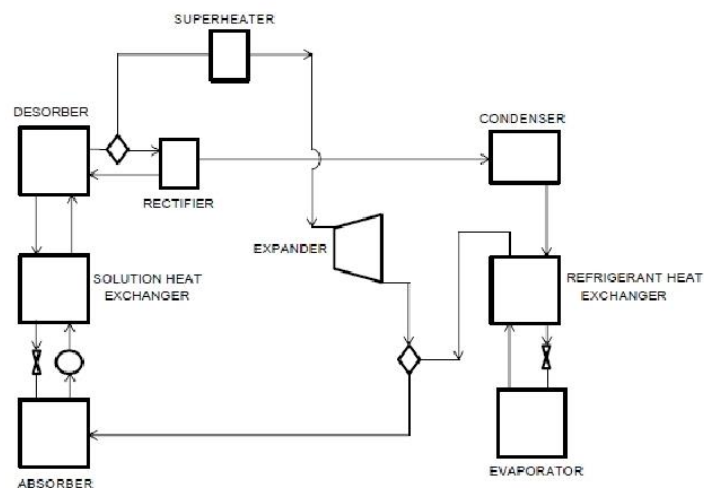 SUPERHEATER
DESORBER
CONDENSER
RECTIFIER
EXPANDER
SOLUTION HEAT
EXCHANGER
REFRIGERANT HEAT
EXCHANGER
EVAPORATOR
ABSORBER